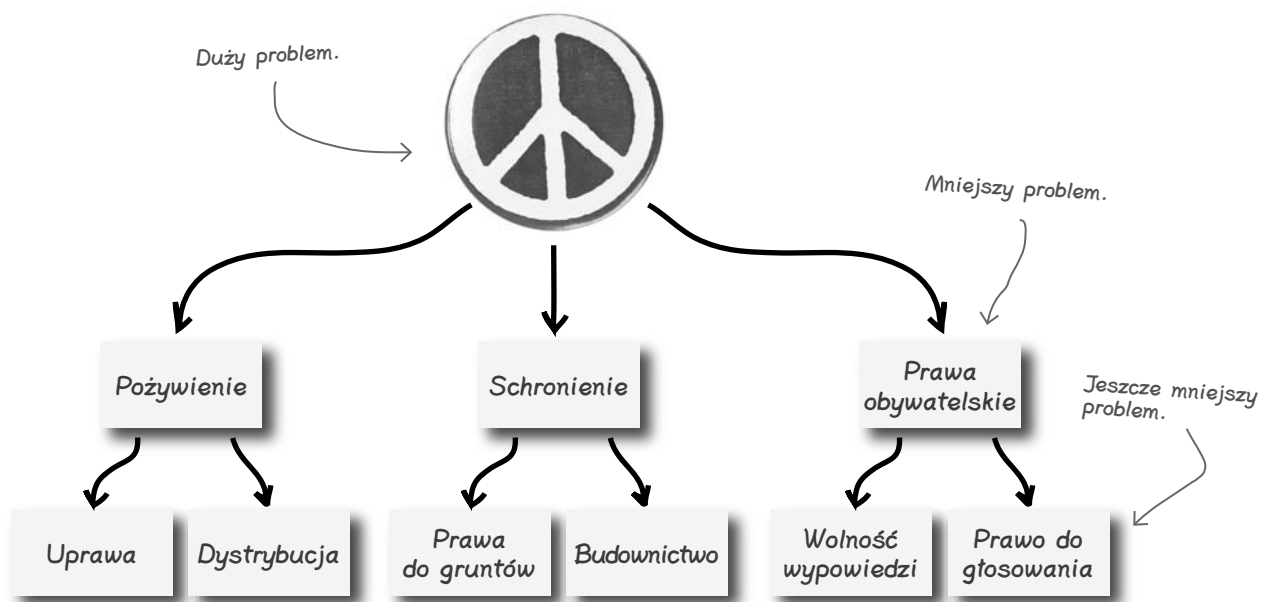 Duży problem.
Mniejszy problem.
Pożywienie
Schronienie
Prawa
obywatelskie
Jeszcze mniejszy
problem.
Uprawa
Dystrybucja
Prawa
do gruntów
Budownictwo
Wolność
wypowiedzi
Prawo do
głosowania